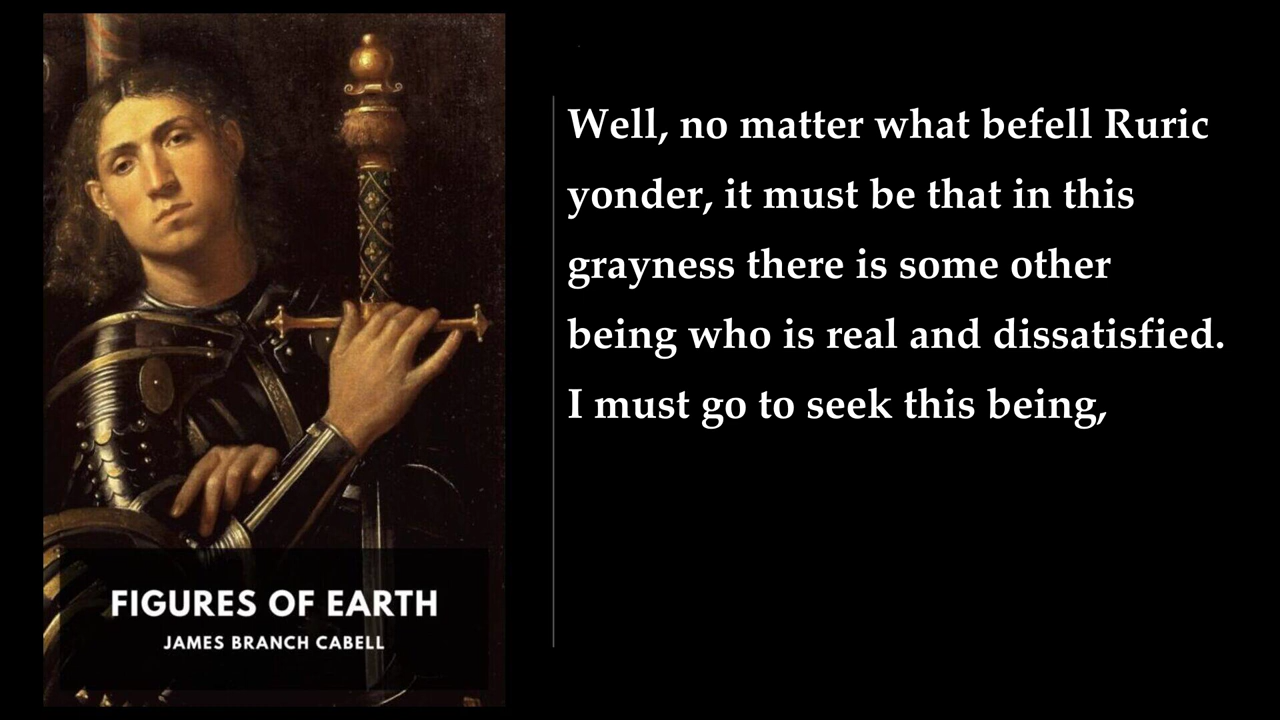 FIGURES OF EARTH
JAMES BRANCH CABELL
Well, no matter what befell Ruric
yonder, it must be that in this
grayness there is some other
being who is real and dissatisfied.
I must go to seek this being,